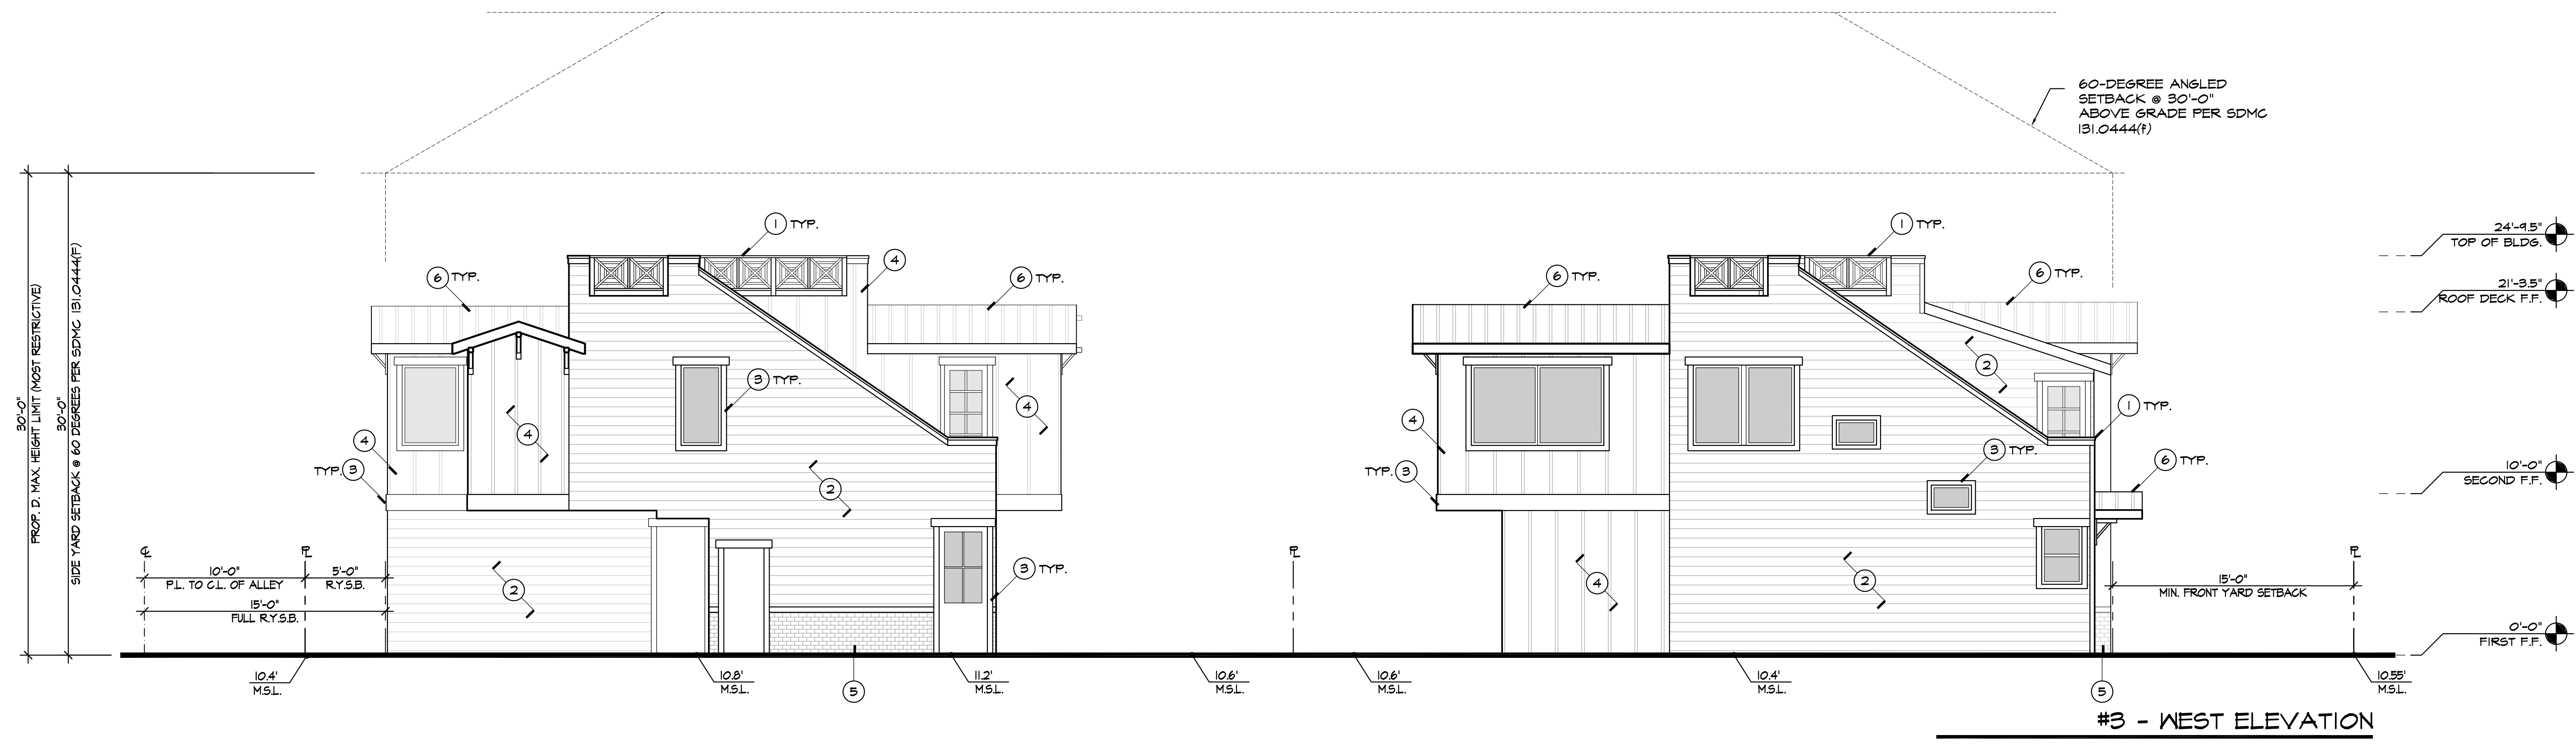 60-DEGREE ANGLED
SETBACK @ 30'-0"
ABOVE GRADE PER SDMC
131.0444(f)
30'-0"
PROP. D. MAX. HEIGHT LIMIT (MOST RESTRICTIVE)
30'-0"
SIDE YARD SETBACK @ 60 DEGREES PER SDMC 131.0444(F)
1 TYP.
4
6 TYP.
6 TYP.
3 TYP.
4
4
4
TYP. 3
2
2
3 TYP.
1 TYP.
6 TYP.
6 TYP.
2
4
1 TYP.
TYP. 3
3 TYP.
6 TYP.
4
2
24'-9.5"
TOP OF BLDG.
21'-3.5"
ROOF DECK F.F.
10'-0"
SECOND F.F.
0'-0"
FIRST F.F.
CL
PL
PL
PL
10'-0"
P.L. TO C.L. OF ALLEY
5'-0"
R.Y.S.B.
15'-0"
FULL R.Y.S.B.
15'-0"
MIN. FRONT YARD SETBACK
10.4'
M.S.L.
10.8'
M.S.L.
5
11.2'
M.S.L.
10.6'
M.S.L.
10.6'
M.S.L.
10.4'
M.S.L.
5
10.55'
M.S.L.
#3 - WEST ELEVATION